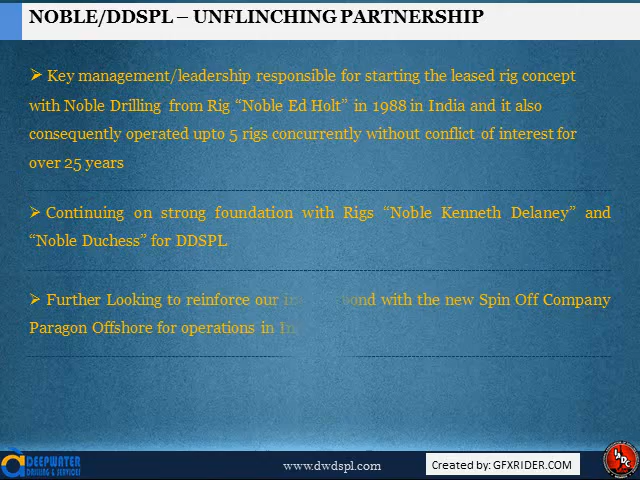 NOBLE/DDSPL – UNFLINCHING PARTNERSHIP
➢ Key management/leadership responsible for starting the leased rig concept
with Noble Drilling from Rig “Noble Ed Holt” in 1988 in India and it also
consequently operated upto 5 rigs concurrently without conflict of interest for
over 25 years
➢ Continuing on strong foundation with Rigs “Noble Kenneth Delaney” and
“Noble Duchess” for DDSPL
➢ Further Looking to reinforce our bond with the new Spin Off Company
Paragon Offshore for operations in
DEEPWATER
DRILLING & SERVICES
www.dwdspl.com
Created by: GFXRIDER.COM
IADC